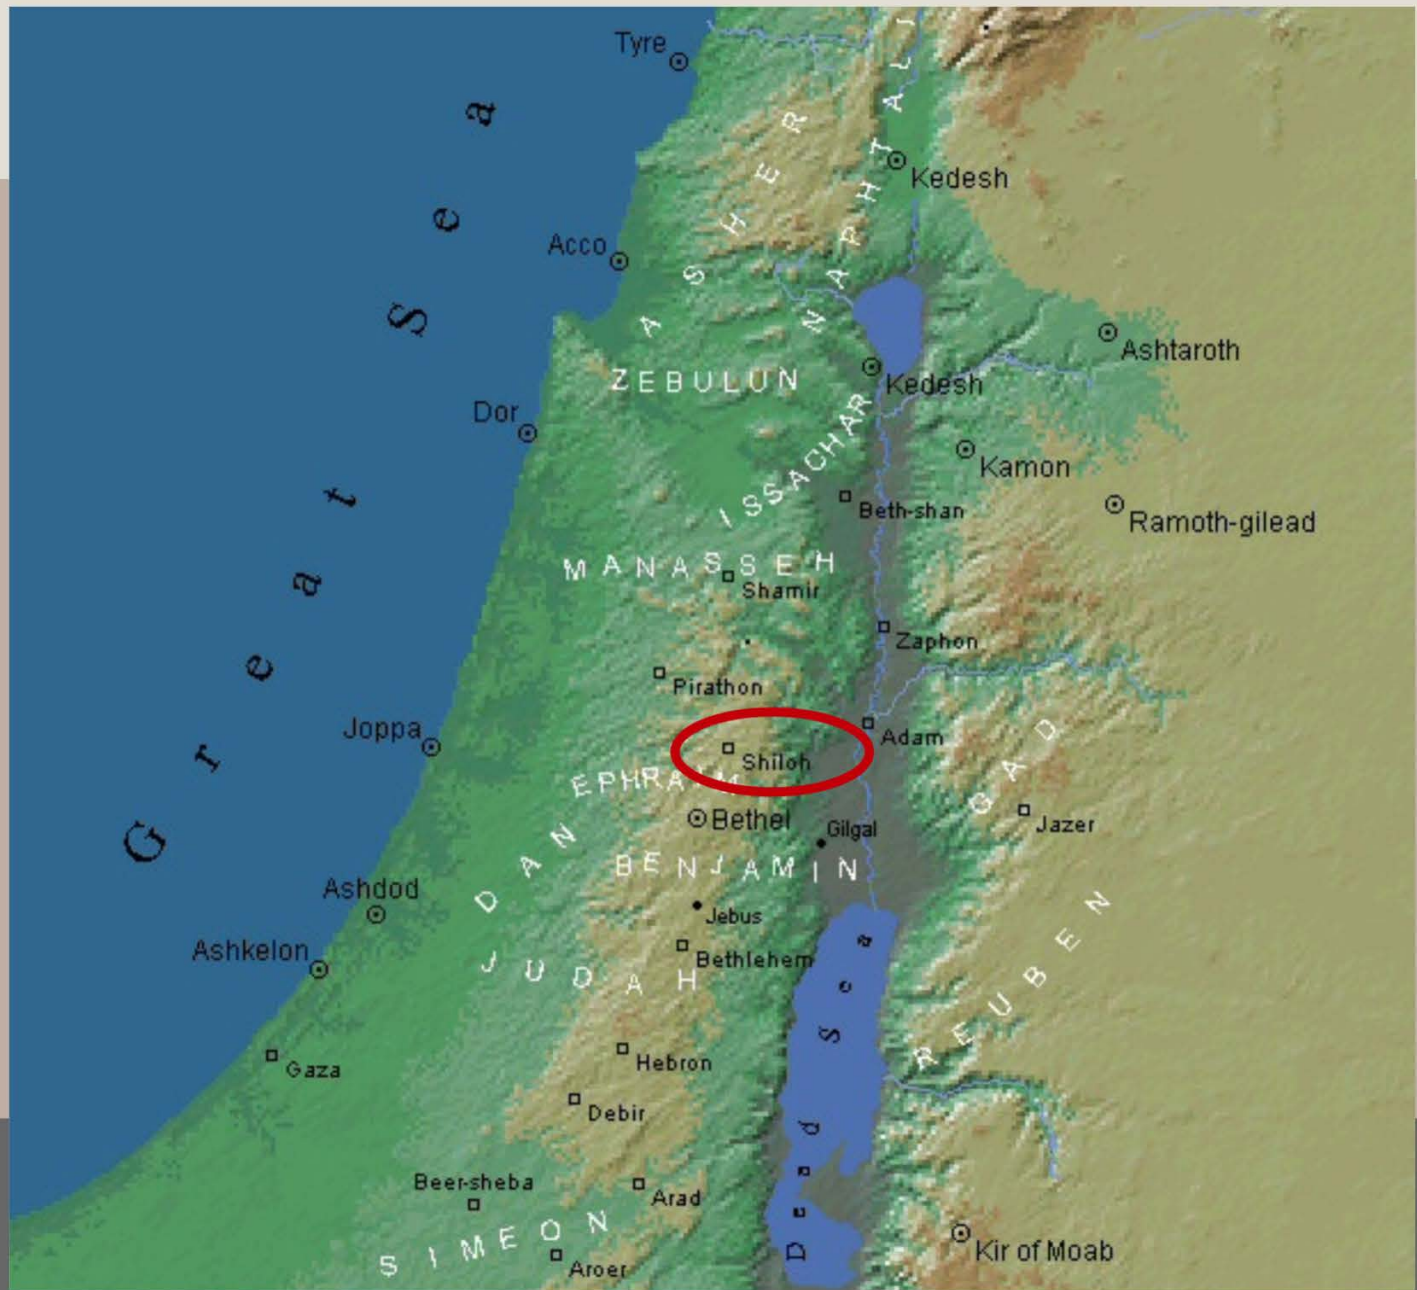 Tyre
Great Sea
ASHER
NAPHTALI
Kedesh
Acco
Ashtaroth
ZEBULUN
Kedesh
Dor
ISSACHAR
Kamon
Beth-shan
Ramoth-gilead
MANASSEH
Shamir
Zaphon
Pirathon
Joppa
Adam
Shiloh
GAD
EPHRAIM
Bethel
Gilgal
Jazer
DAN
BENJAMIN
Ashdod
Jebus
REUBEN
Ashkelon
Bethlehem
JUDAH
Dead Sea
Hebron
Gaza
Debir
Beer-sheba
Arad
SIMEON
Kir of Moab
Aroer